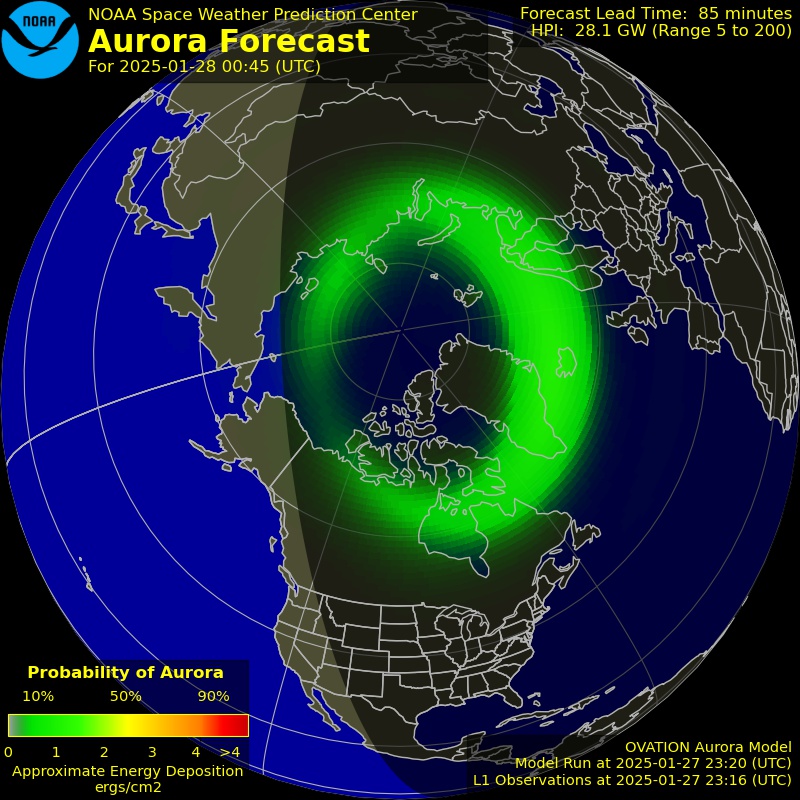 NOAA
NOAA Space Weather Prediction Center
Aurora Forecast
For 2025-01-28 00:45 (UTC)
Forecast Lead Time: 85 minutes
HPI: 28.1 GW (Range 5 to 200)
Probability of Aurora
10% 50% 90%
0 1 2 3 4 >4
Approximate Energy Deposition
ergs/cm2
OVATION Aurora Model
Model Run at 2025-01-27 23:20 (UTC)
L1 Observations at 2025-01-27 23:16 (UTC)